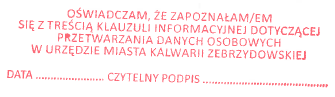 OŚWIADCZAM, ŻE ZAPOZNAŁAM/EM
SIĘ Z TREŚCIĄ KLAUZULI INFORMACYJNEJ DOTYCZĄCEJ
PRZETWARZANIA DANYCH OSOBOWYCH
W URZĘDZIE MIASTA KALWARII ZEBRZYDOWSKIEJ
DATA ...................... CZYTELNY PODPIS ........................................